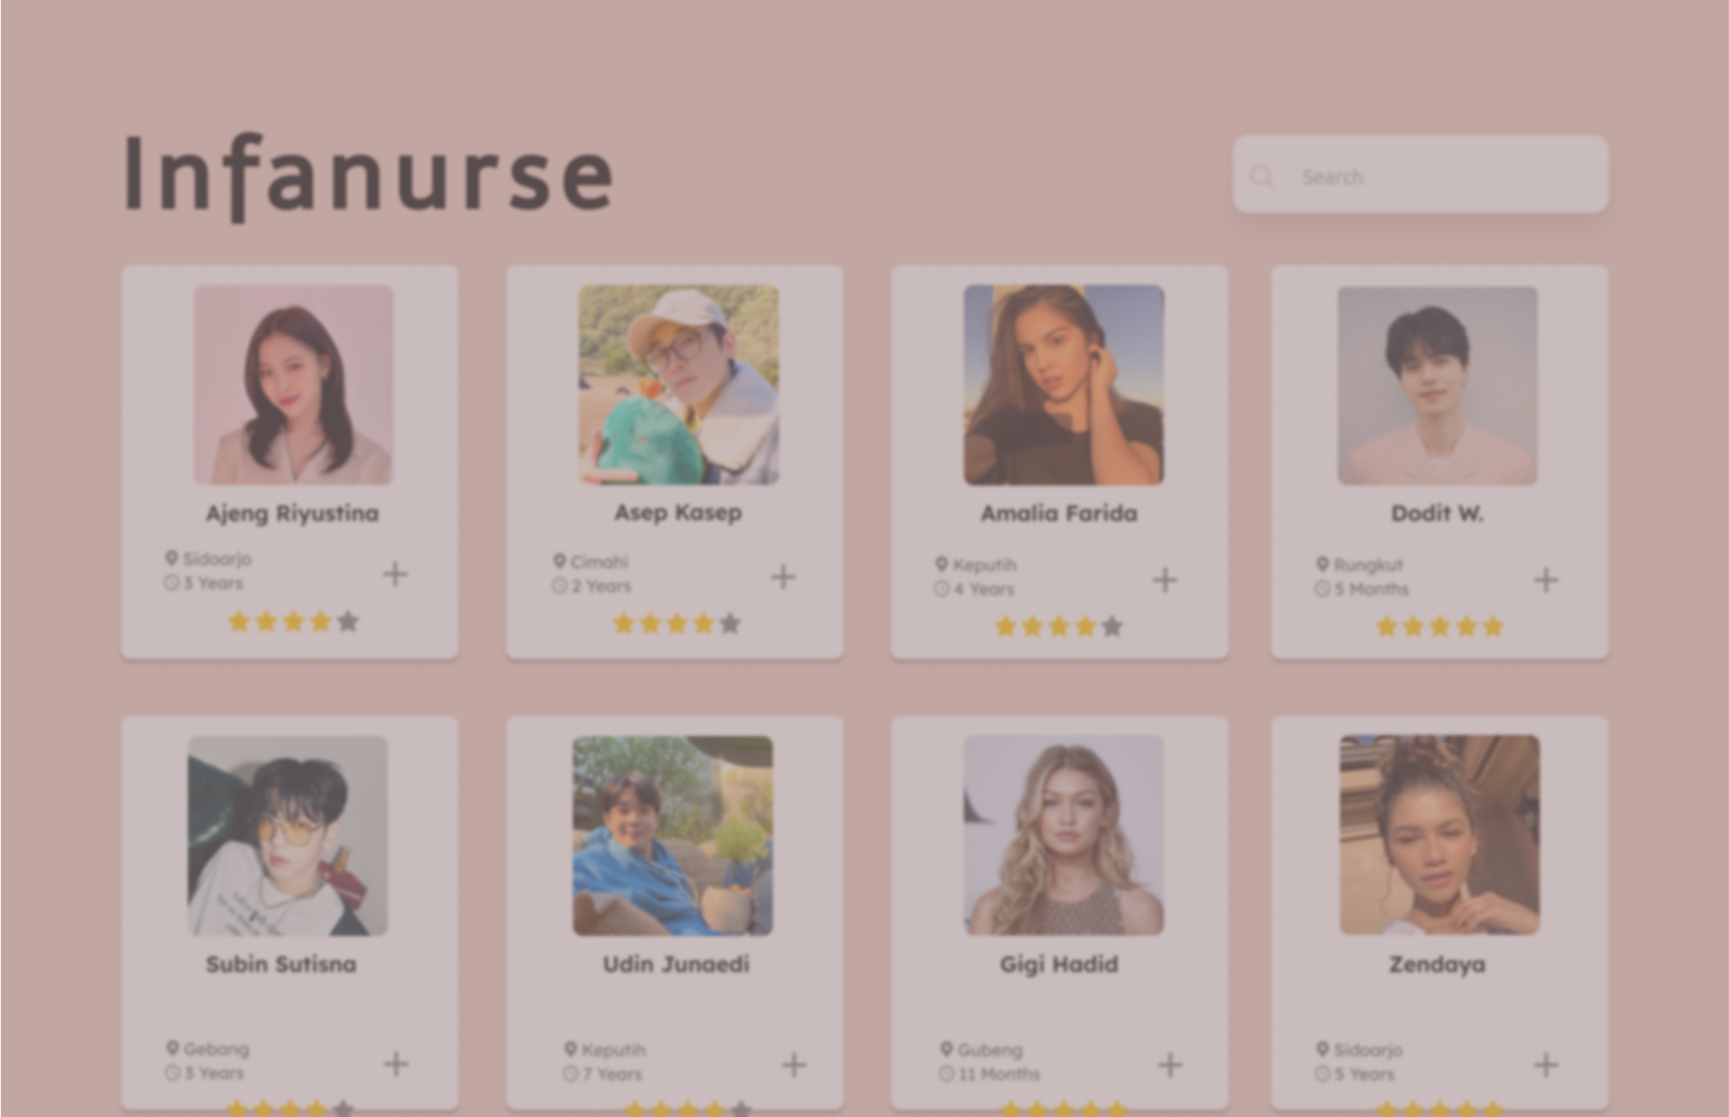 Infanurse
Search
Ajeng Riyustina
Sidoarjo
3 Years
Asep Kasep
Cimahi
2 Years
Amalia Farida
Keputih
4 Years
Dodit W.
Rungkut
5 Months
Subin Sutisna
Gebang
3 Years
Udin Junaedi
Keputih
7 Years
Gigi Hadid
Gubeng
11 Months
Zendaya
Sidoarjo
5 Years